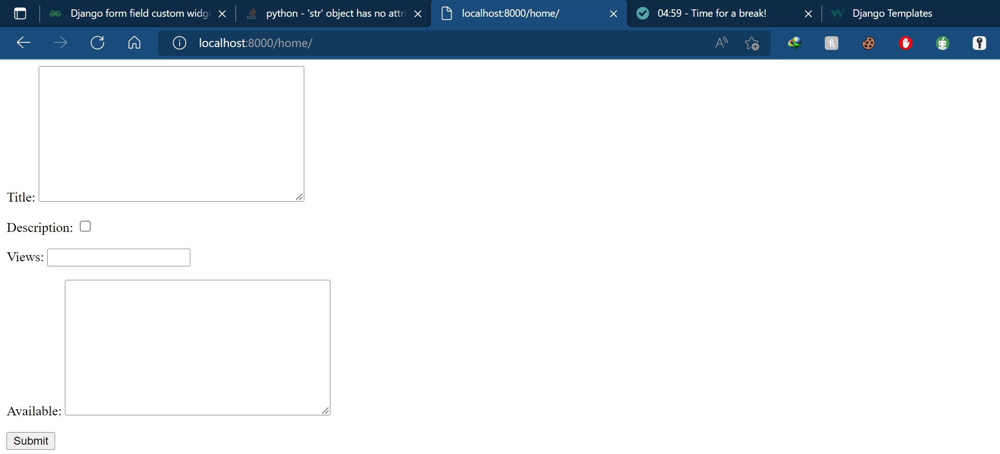 Django form field custom widge
python - 'str' object has no attri
localhost:8000/home/
04:59 - Time for a break!
Django Templates
localhost:8000/home/
Title:
Description:
Views:
Available:
Submit